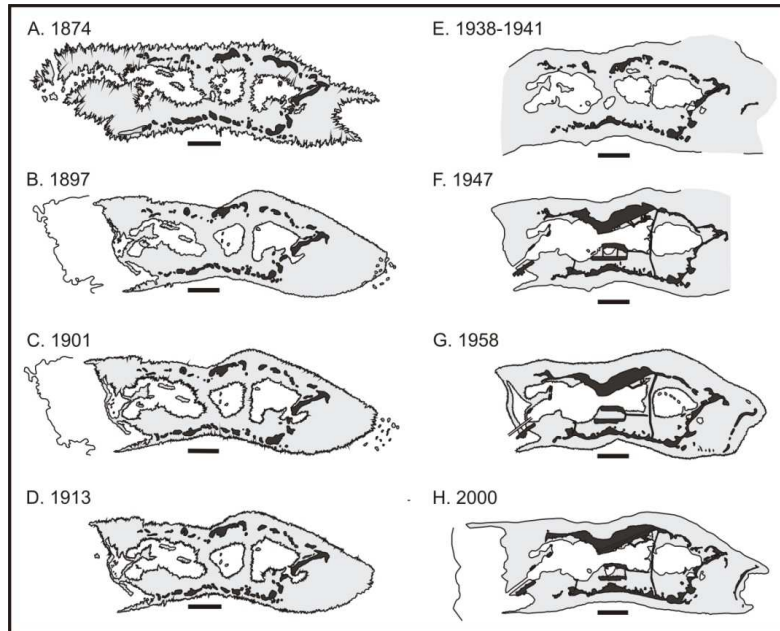 A. 1874
B. 1897
C. 1901
D. 1913
E. 1938-1941
F. 1947
G. 1958
H. 2000